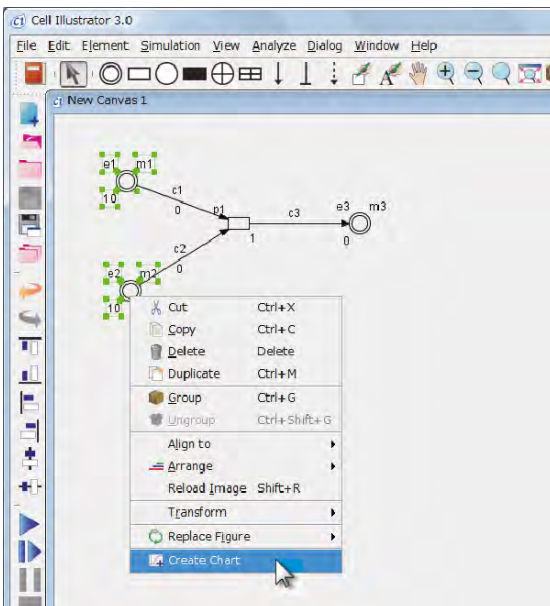 Cell Illustrator 3.0
File Edit Element Simulation View Analyze Dialog Window Help
New Canvas 1
e1 m1
10
c1
0
p1
1
c3
e3 m3
0
c2
0
e2 m2
10
Cut Ctrl+X
Copy Ctrl+C
Delete Delete
Duplicate Ctrl+M
Group Ctrl+G
Ungroup Ctrl+Shift+G
Align to
Arrange
Reload Image Shift+R
Transform
Replace Figure
Create Chart